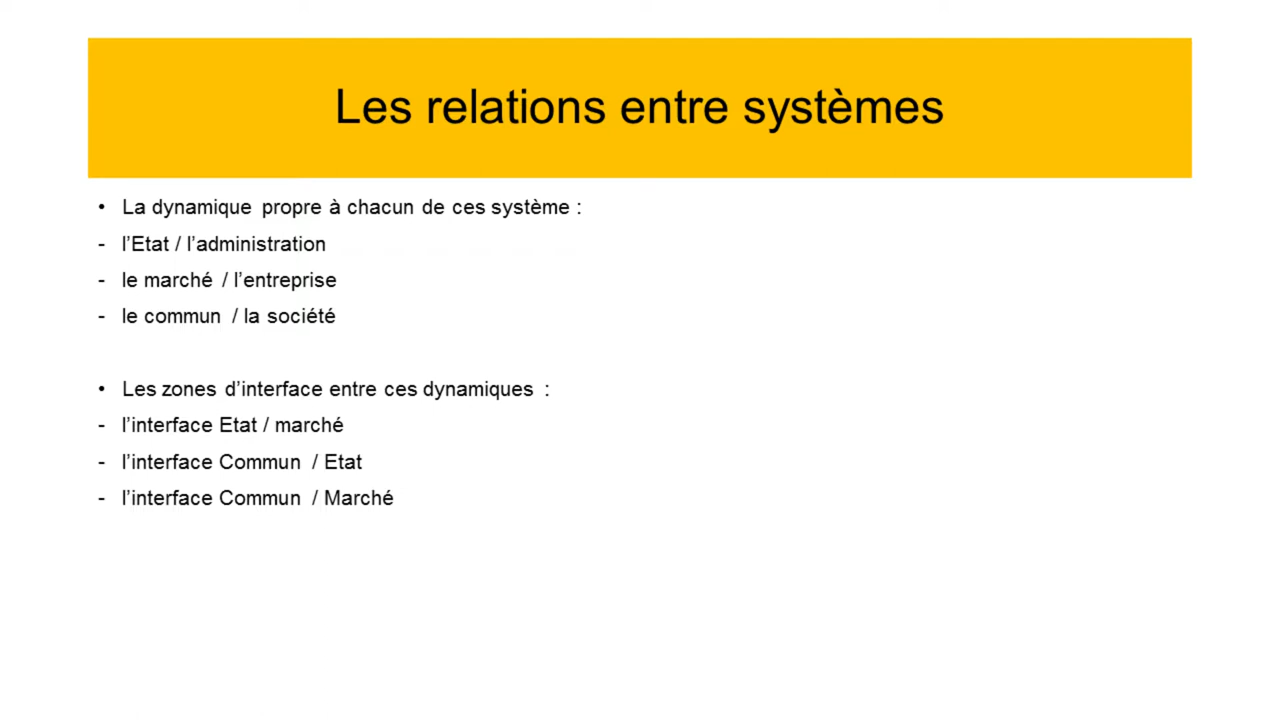 Les relations entre systèmes
• La dynamique propre à chacun de ces système :
- l’Etat / l’administration
- le marché / l’entreprise
- le commun / la société
• Les zones d’interface entre ces dynamiques :
- l’interface Etat / marché
- l’interface Commun / Etat
- l’interface Commun / Marché